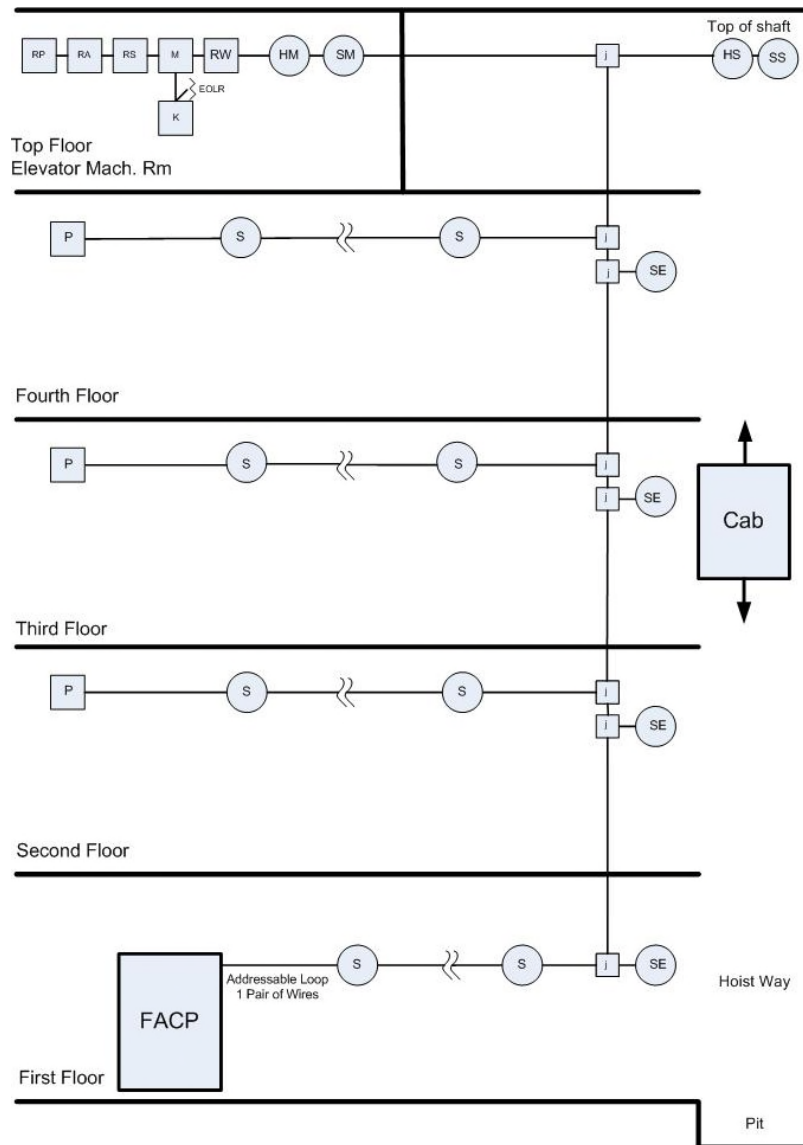 Top of shaft
RP RA RS M RW HM SM j HS SS
EOLR
K
Top Floor
Elevator Mach. Rm
P S S j
j SE
Fourth Floor
P S S j
j SE
Cab
Third Floor
P S S j
j SE
Second Floor
S S j SE
Addressable Loop
1 Pair of Wires
Hoist Way
FACP
First Floor
Pit